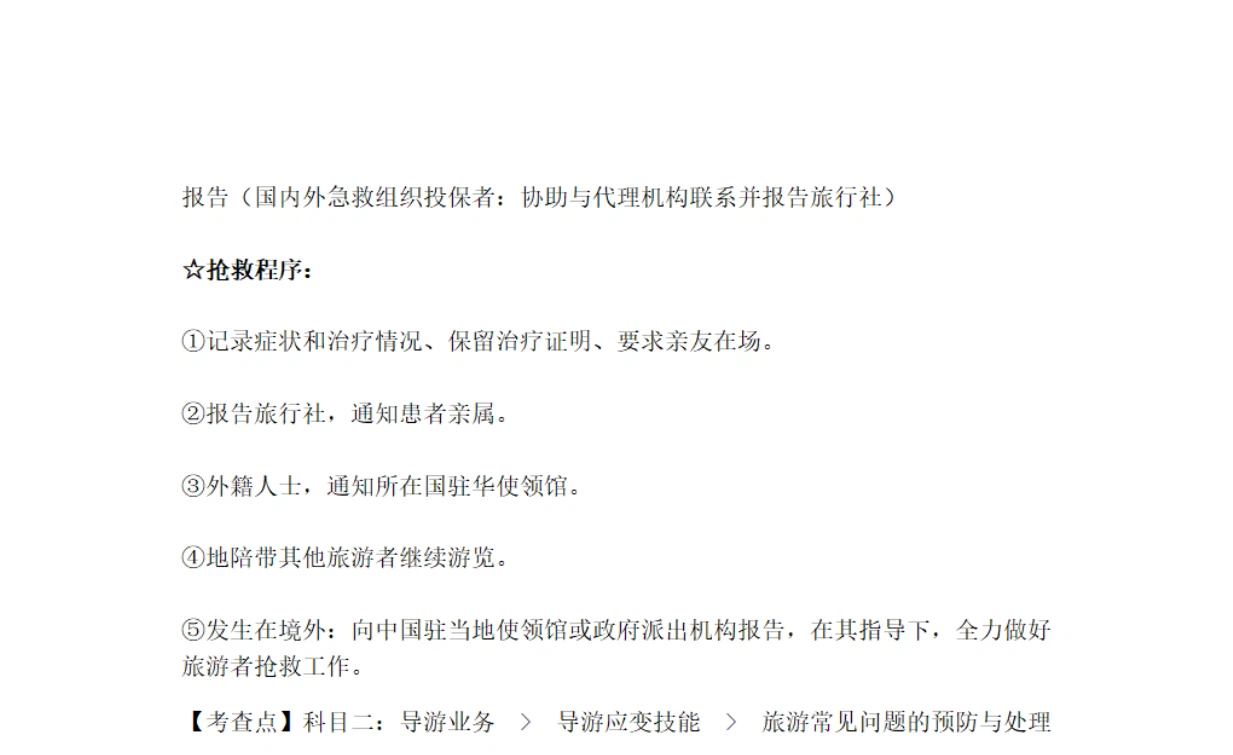 报告（国内外急救组织投保者：协助与代理机构联系并报告旅行社）
☆抢救程序：
①记录症状和治疗情况、保留治疗证明、要求亲友在场。
②报告旅行社，通知患者亲属。
③外籍人士，通知所在国驻华使领馆。
④地陪带其他旅游者继续游览。
⑤发生在境外：向中国驻当地使领馆或政府派出机构报告，在其指导下，全力做好
旅游者抢救工作。
【考查点】科目二：导游业务 > 导游应变技能 > 旅游常见问题的预防与处理